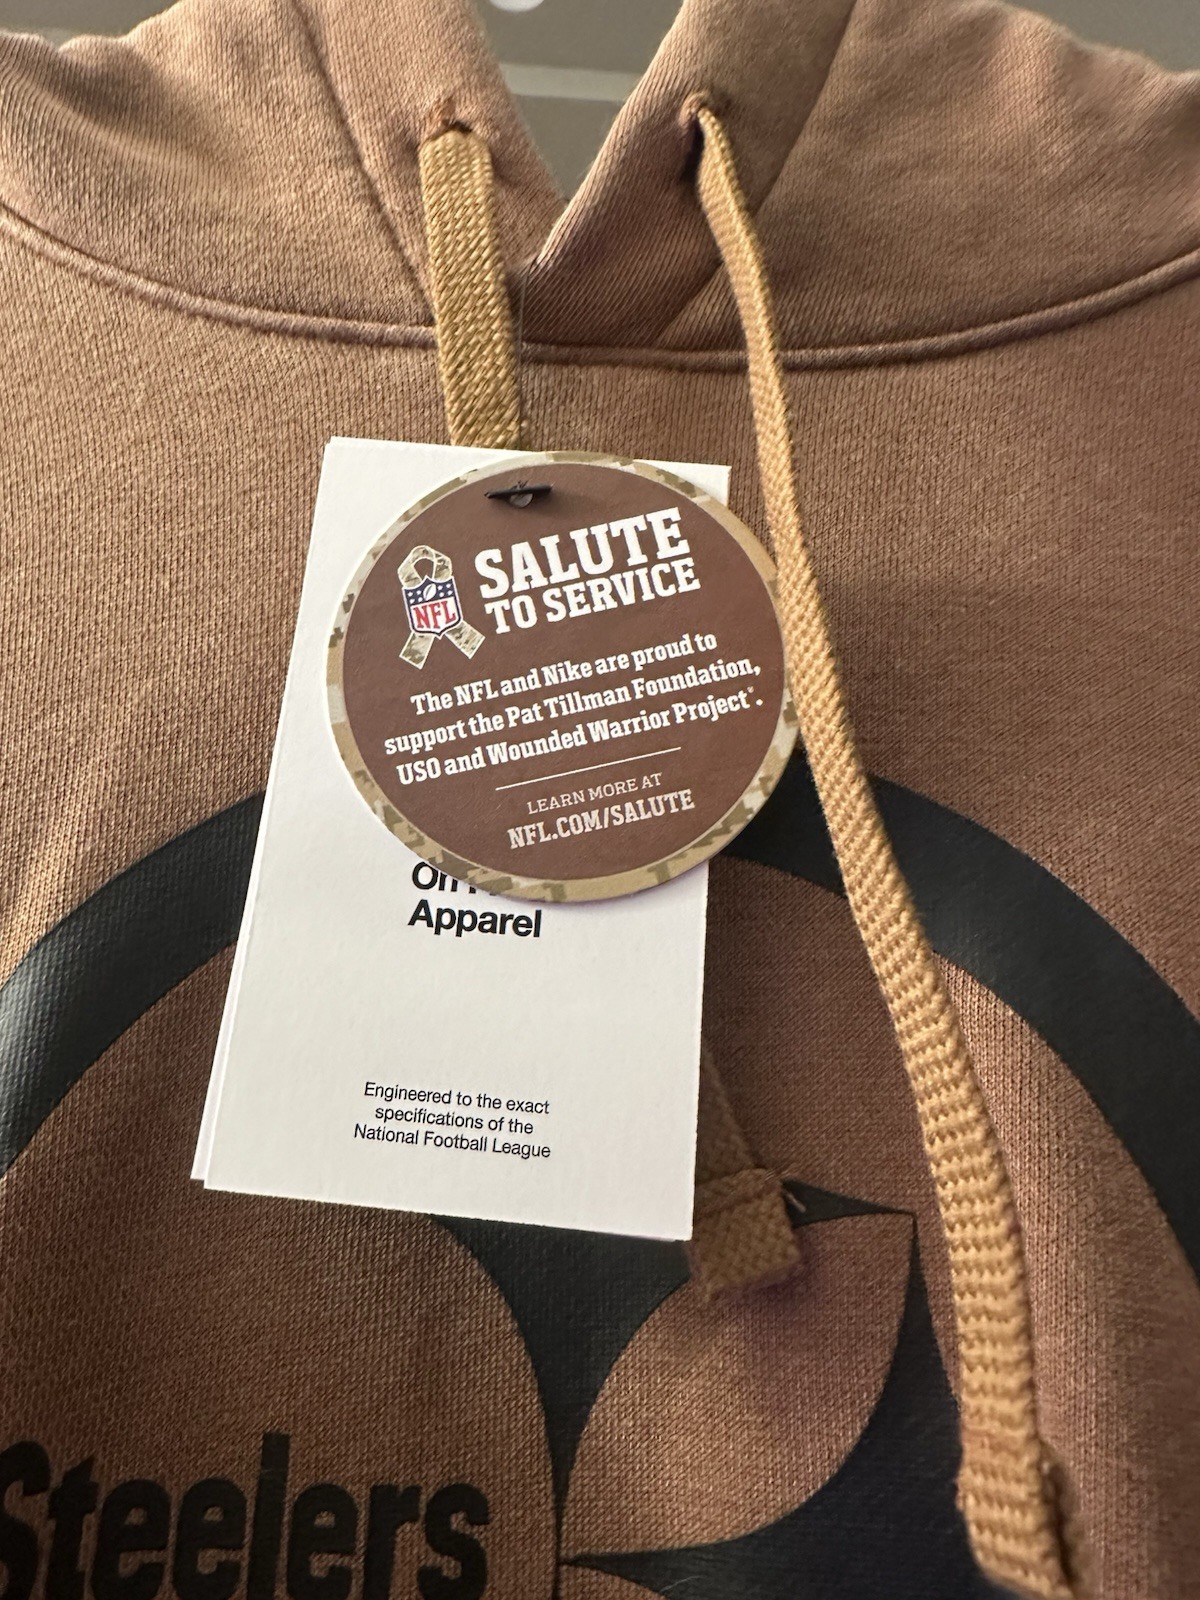 SALUTE
TO SERVICE
NFL
The NFL and Nike are proud to
support the Pat Tillman Foundation,
USO and Wounded Warrior Project®.
LEARN MORE AT
NFL.COM/SALUTE
Apparel
Engineered to the exact
specifications of the
National Football League
Steelers